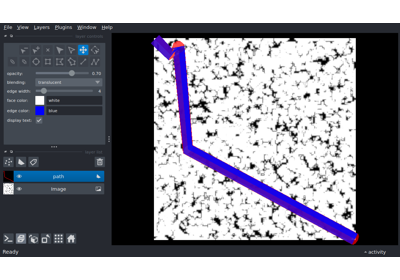 File View Layers Plugins Window Help
opacity: 0.70
blending: translucent
edge width:
face color: white
edge color: blue
display text:
path
Image
Ready
activity